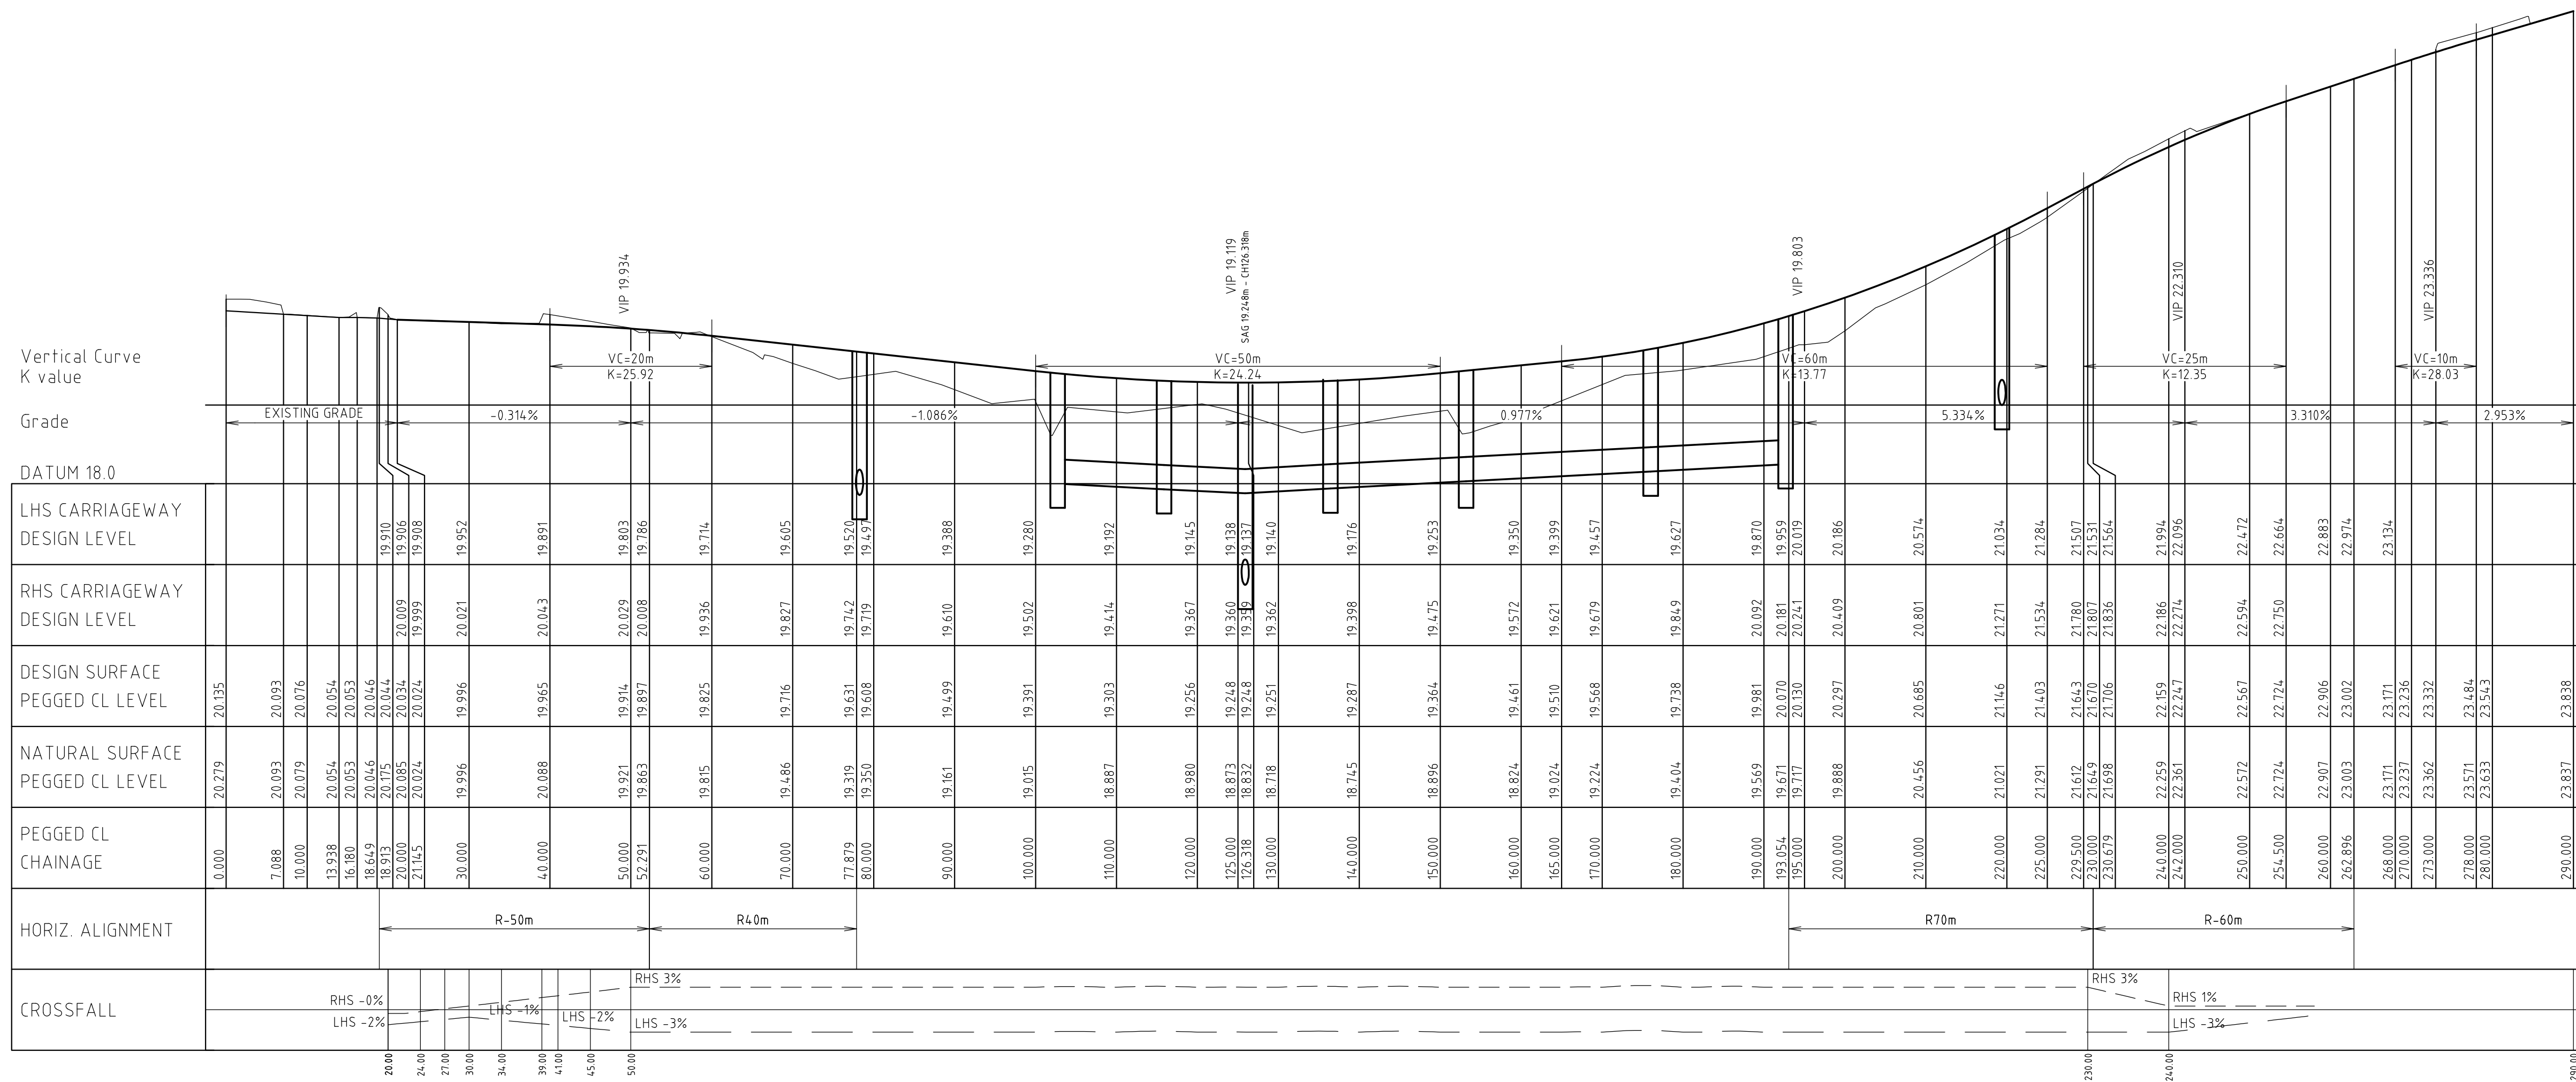 VIP 19.934
VIP 19.119
SAG 19.248m - CH126.318m
VIP 19.803
VIP 22.310
VIP 23.336
Vertical Curve
K value
VC=20m
K=25.92
VC=50m
K=24.24
VC=60m
K=13.77
VC=25m
K=12.35
VC=10m
K=28.03
Grade
EXISTING GRADE
-0.314%
-1.086%
0.977%
5.334%
3.310%
2.953%
DATUM 18.0
LHS CARRIAGEWAY
DESIGN LEVEL
19.910 19.906 19.908 19.952 19.891 19.803 19.786 19.714 19.605 19.520 19.497 19.388 19.280 19.192 19.145 19.138 19.137 19.140 19.176 19.253 19.350 19.399 19.457 19.627 19.870 19.959 20.019 20.186 20.574 21.034 21.284 21.507 21.531 21.564 21.994 22.096 22.472 22.664 22.883 22.974 23.134
RHS CARRIAGEWAY
DESIGN LEVEL
20.009 19.999 20.021 20.043 20.029 20.008 19.936 19.827 19.742 19.719 19.610 19.502 19.414 19.367 19.360 19.359 19.362 19.398 19.475 19.572 19.621 19.679 19.849 20.092 20.181 20.241 20.409 20.801 21.271 21.534 21.780 21.807 21.836 22.186 22.274 22.594 22.750
DESIGN SURFACE
PEGGED CL LEVEL
20.135 20.093 20.076 20.054 20.053 20.046 20.044 20.034 20.024 19.996 19.965 19.914 19.897 19.825 19.716 19.631 19.608 19.499 19.391 19.303 19.256 19.248 19.248 19.251 19.287 19.364 19.461 19.510 19.568 19.738 19.981 20.070 20.130 20.297 20.685 21.146 21.403 21.643 21.670 21.706 22.159 22.247 22.567 22.724 22.906 23.002 23.171 23.236 23.332 23.484 23.543 23.838
NATURAL SURFACE
PEGGED CL LEVEL
20.279 20.093 20.079 20.054 20.053 20.046 20.175 20.085 20.024 19.996 20.088 19.921 19.863 19.815 19.486 19.319 19.350 19.161 19.015 18.887 18.980 18.873 18.832 18.718 18.745 18.896 18.824 19.024 19.224 19.404 19.569 19.671 19.717 19.888 20.456 21.021 21.291 21.612 21.649 21.698 22.259 22.361 22.572 22.724 22.907 23.003 23.171 23.237 23.362 23.571 23.633 23.837
PEGGED CL
CHAINAGE
0.000 7.088 10.000 13.938 16.180 18.649 18.913 20.000 21.145 30.000 40.000 50.000 52.291 60.000 70.000 77.879 80.000 90.000 100.000 110.000 120.000 125.000 126.318 130.000 140.000 150.000 160.000 165.000 170.000 180.000 190.000 193.054 195.000 200.000 210.000 220.000 225.000 229.500 230.000 230.679 240.000 242.000 250.000 254.500 260.000 262.896 268.000 270.000 273.000 278.000 280.000 290.000
HORIZ. ALIGNMENT
R-50m
R40m
R70m
R-60m
CROSSFALL
RHS -0%
LHS -2%
LHS -1%
LHS -2%
RHS 3%
LHS -3%
RHS 3%
RHS 1%
LHS -3%
20.00 24.00 27.00 30.00 34.00 39.00 41.00 45.00 50.00 230.00 240.00 290.00